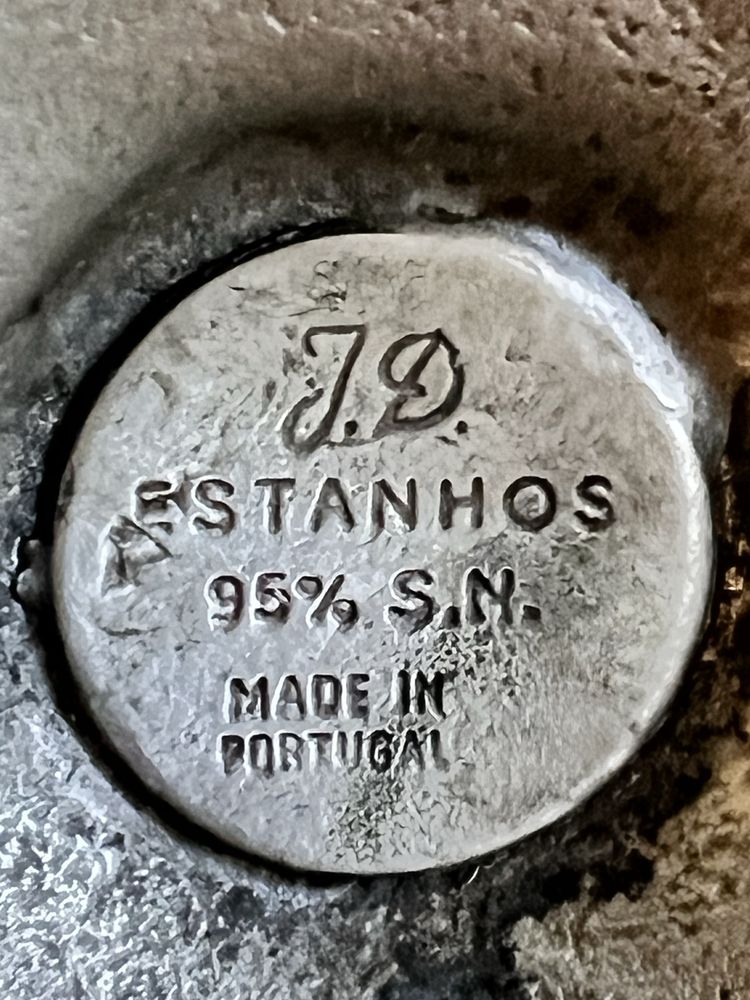 J.D.
ESTANHOS
95% S.N.
MADE IN
PORTUGAL